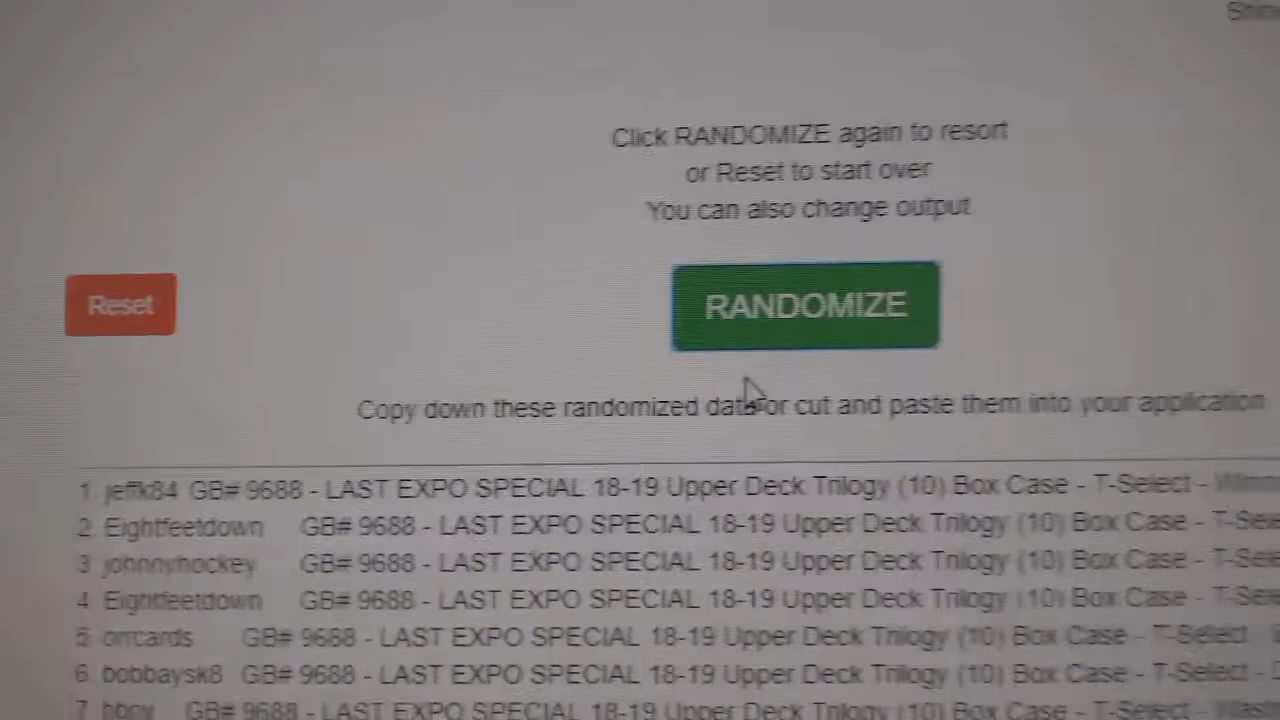 Click RANDOMIZE again to resort
or Reset to start over
You can also change output
Reset
RANDOMIZE
Copy down these randomized data or cut and paste them into your application
1 jeffk84 GB# 9688 - LAST EXPO SPECIAL 18-19 Upper Deck Trilogy (10) Box Case - T-Select -
2 Eightfeetdown GB# 9688 - LAST EXPO SPECIAL 18-19 Upper Deck Trilogy (10) Box Case -
3 johnnyhockey GB# 9688 - LAST EXPO SPECIAL 18-19 Upper Deck Trilogy (10) Box Case -
4 Eightfeetdown GB# 9688 - LAST EXPO SPECIAL 18-19 Upper Deck Trilogy (10) Box Case -
5 orrcards GB# 9688 - LAST EXPO SPECIAL 18-19 Upper Deck Trilogy (10) Box Case - T-Select
6 bobbaysk8 GB# 9688 - LAST EXPO SPECIAL 18-19 Upper Deck Trilogy (10) Box Case - T-Select -
7 GB# 9688 - LAST EXPO SPECIAL 18-19 Upper Deck Trilogy (10) Box Case - T-Select -